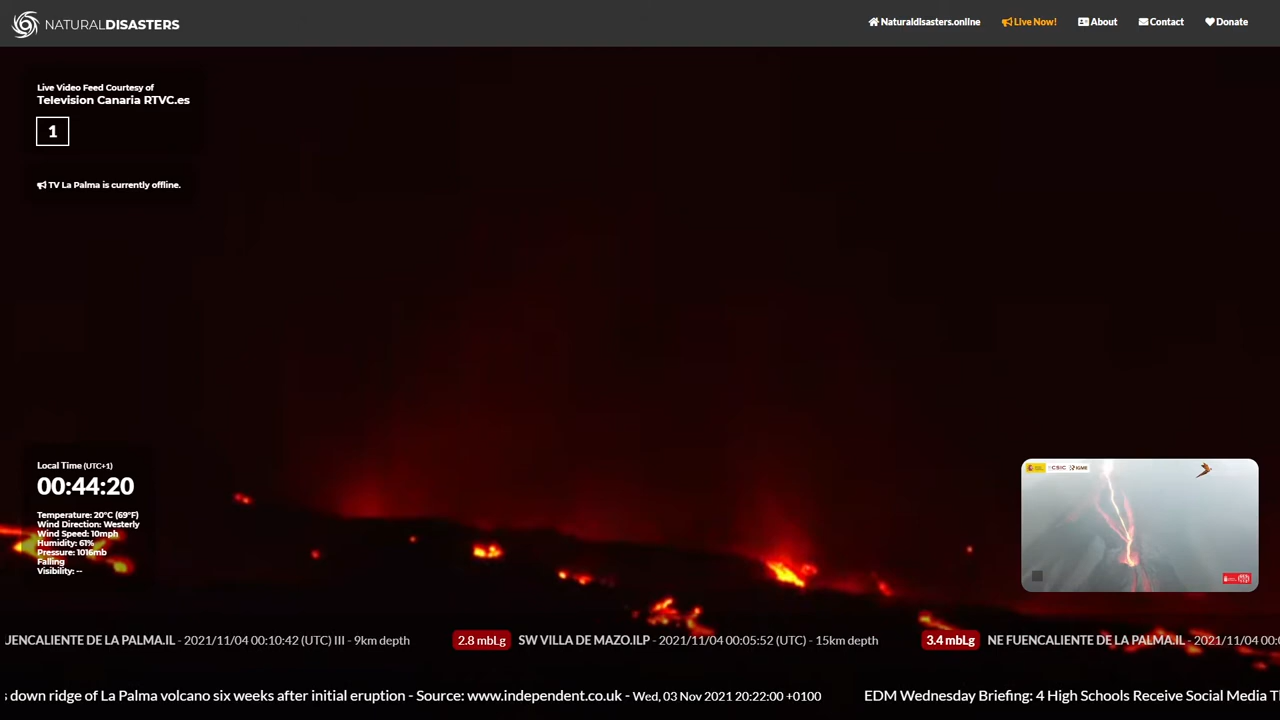 NATURALDISASTERS
Naturaldisasters.online
Live Now!
About
Contact
Donate
Live Video Feed Courtesy of
Television Canaria RTVC.es
1
TV La Palma is currently offline.
Local Time (UTC+1)
00:44:20
Temperature: 20°C (69°F)
Wind Direction: Westerly
Wind Speed: 10mph
Humidity: 61%
Pressure: 1016mb
Falling
Visibility: --
CSIC IGME
UENCALIENTE DE LA PALMA.IL - 2021/11/04 00:10:42 (UTC) III - 9km depth
2.8 mbLg SW VILLA DE MAZO.ILP - 2021/11/04 00:05:52 (UTC) - 15km depth
3.4 mbLg NE FUENCALIENTE DE LA PALMA.IL - 2021/11/04 00:
s down ridge of La Palma volcano six weeks after initial eruption - Source: www.independent.co.uk - Wed, 03 Nov 2021 20:22:00 +0100
EDM Wednesday Briefing: 4 High Schools Receive Social Media T